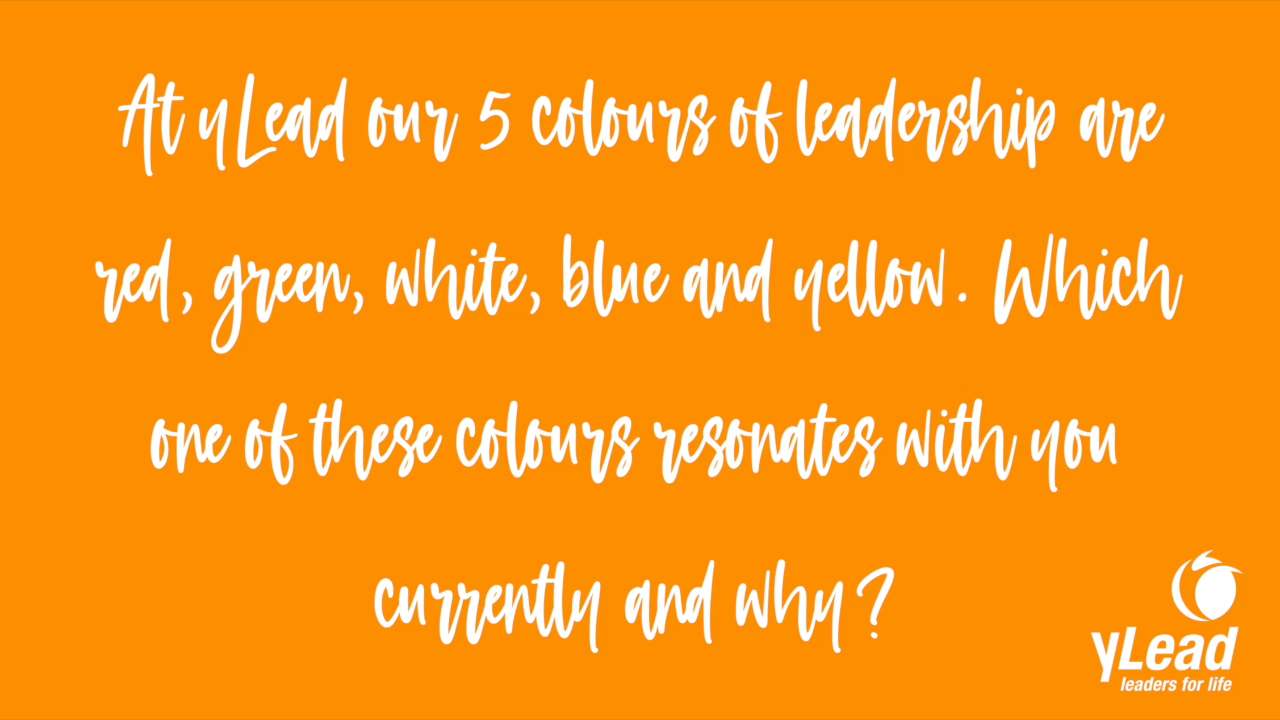 At yLead our 5 colours of leadership are
red, green, white, blue and yellow. Which
one of these colours resonates with you
currently and why?
yLead
leaders for life